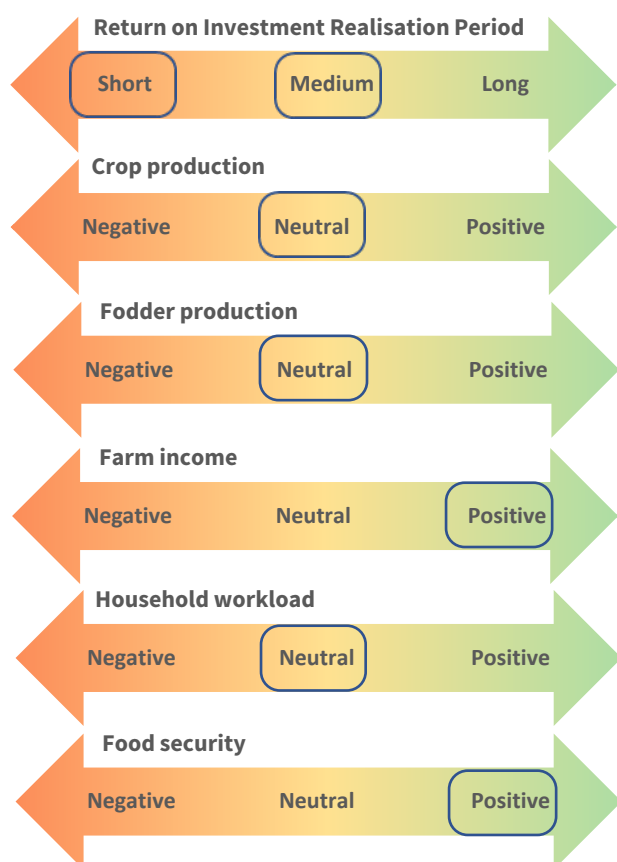 Return on Investment Realisation Period
Short Medium Long
Crop production
Negative Neutral Positive
Fodder production
Negative Neutral Positive
Farm income
Negative Neutral Positive
Household workload
Negative Neutral Positive
Food security
Negative Neutral Positive